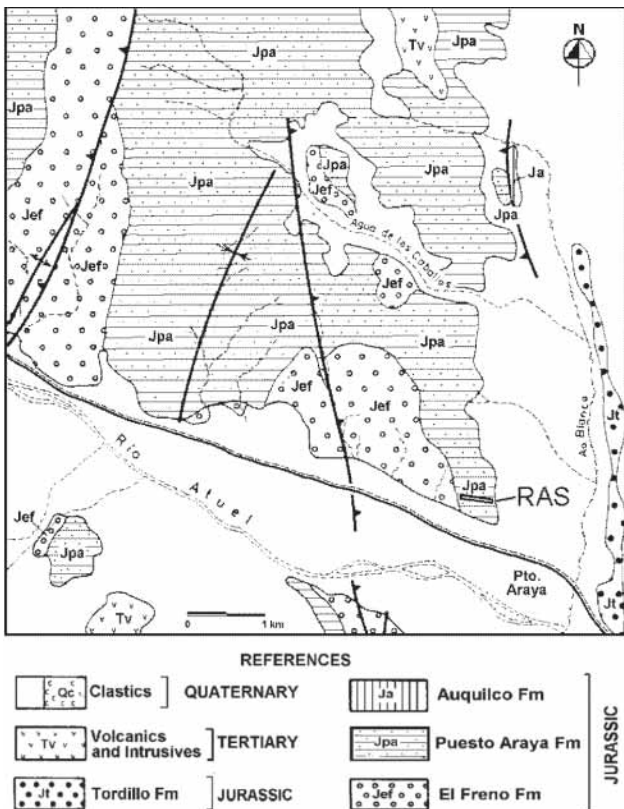 N
Tv
Jpa
Jpa
Jpa
Jpa
Ja
Jpa
Jpa
Jef
Jpa
Jef
Agua de los Caballos
Jef
Jef
Jpa
Jpa
Jpa
Jef
Jef
Ao Blanco
Jt
Jpa
RAS
Río Atuel
Jef
Jpa
Pto.
Araya
Tv
0 1 km
Jt
REFERENCES
Qc Clastics QUATERNARY
Ja Auquilco Fm
Tv Volcanics and Intrusives TERTIARY
Jpa Puesto Araya Fm
Jt Tordillo Fm JURASSIC
Jef El Freno Fm
JURASSIC